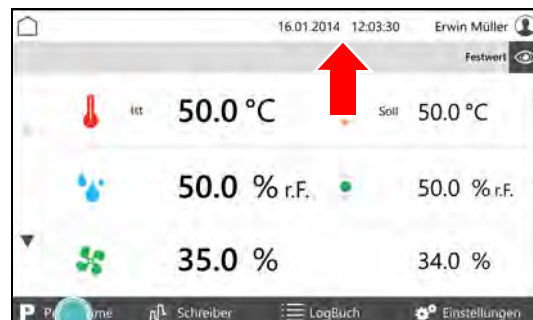 16.01.2014 12:03:30 Erwin Müller
Festwert
Ist 50.0 °C Soll 50.0 °C
50.0 % r.F. 50.0 % r.F.
35.0 % 34.0 %
P Schreiber LogBuch Einstellungen